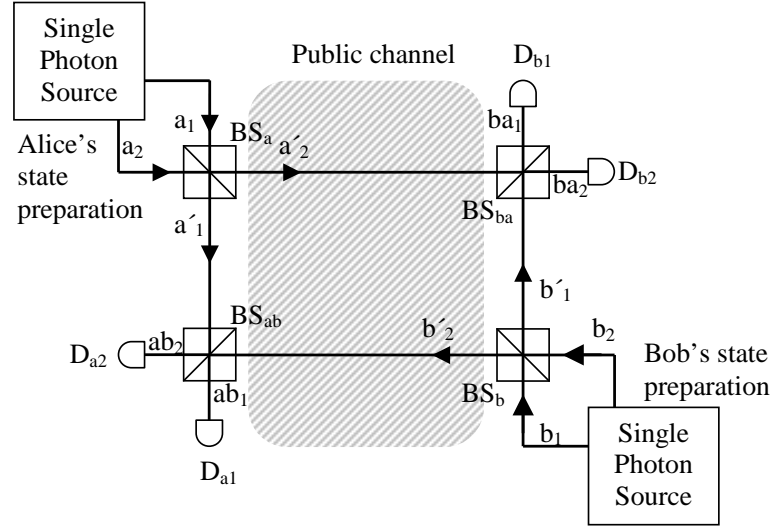 Single
Photon
Source
Public channel
D_b1
a_1
BS_a
a´_2
ba_1
a_2
Alice's
state
preparation
ba_2
D_b2
BS_ba
a´_1
b´_1
BS_ab
b´_2
b_2
D_a2
ab_2
Bob's state
preparation
ab_1
BS_b
b_1
Single
Photon
Source
D_a1